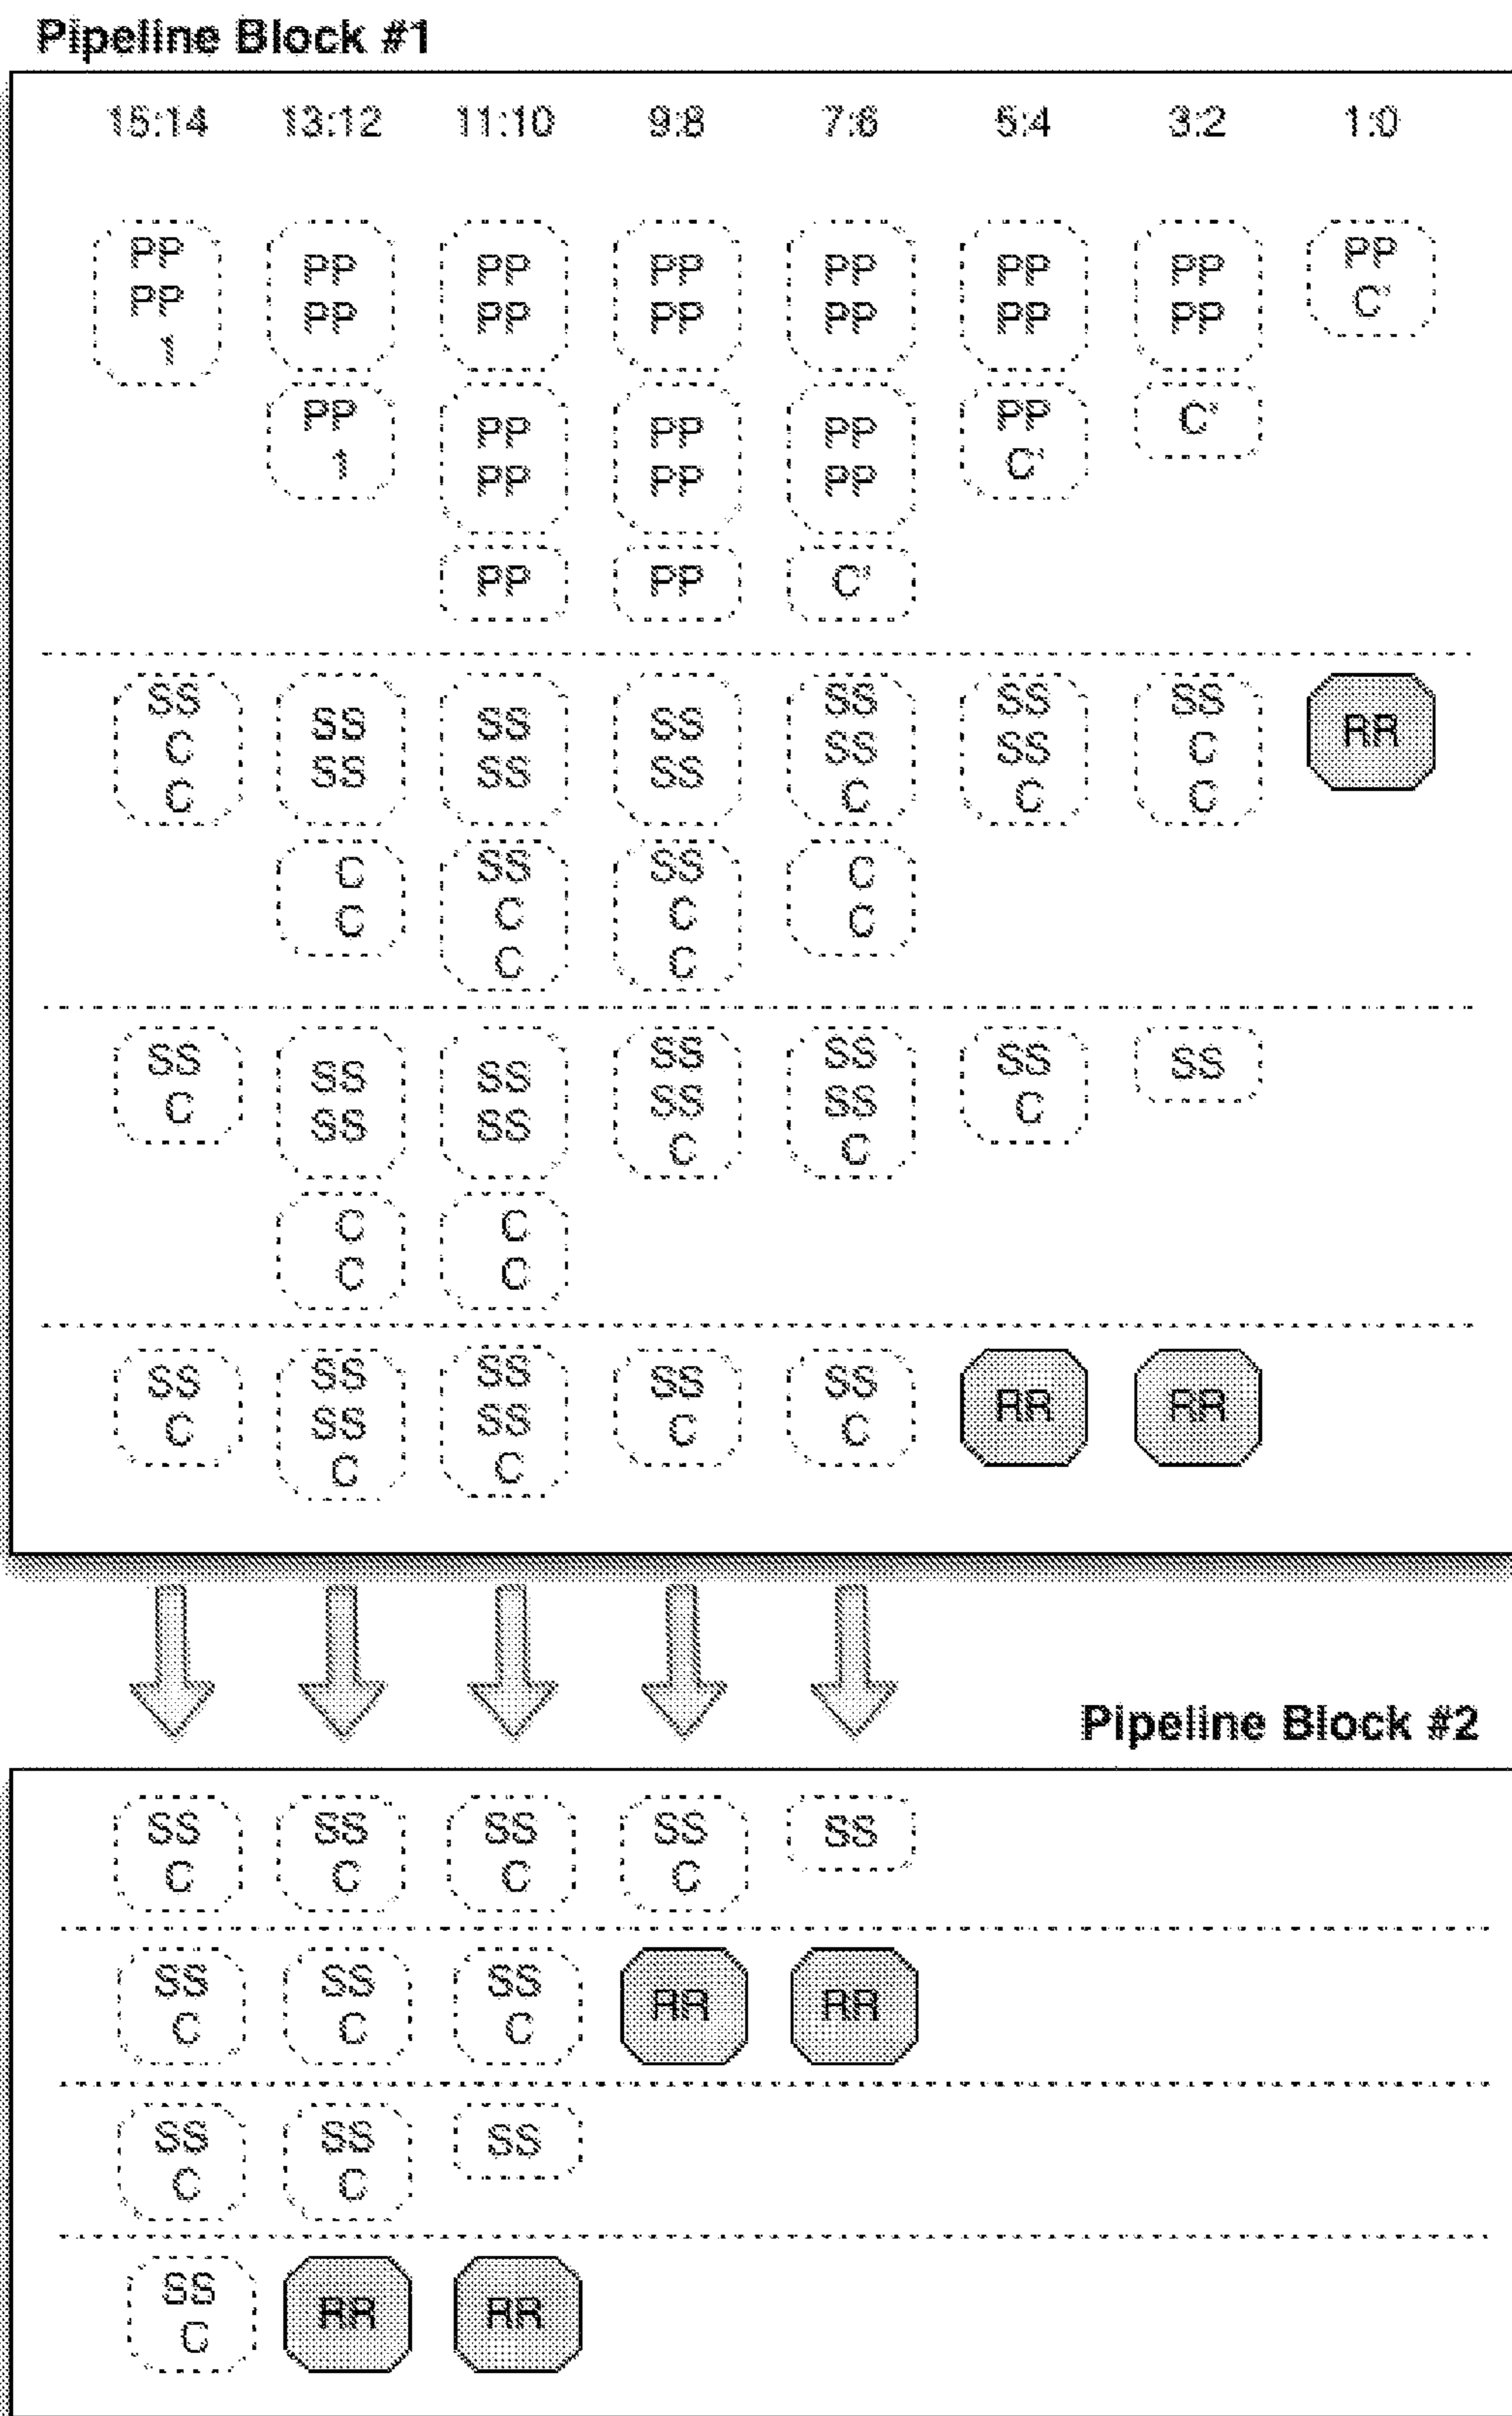 Pipeline Block #1
15:14 13:12 11:10 9:8 7:6 5:4 3:2 1:0
PP PP PP PP PP PP PP PP
PP PP PP PP PP PP PP C'
1
PP PP PP PP PP C'
1 PP PP PP C'
PP PP C'
SS SS SS SS SS SS SS RR
C SS SS SS SS SS C
C C C C
C SS SS C
C C C C
C C
SS SS SS SS SS SS SS
C SS SS SS SS C
C C
C C
C C
SS SS SS SS SS RR RR
C SS SS C C
C C
Pipeline Block #2
SS SS SS SS SS
C C C C
SS SS SS RR RR
C C C
SS SS SS
C C
SS RR RR
C